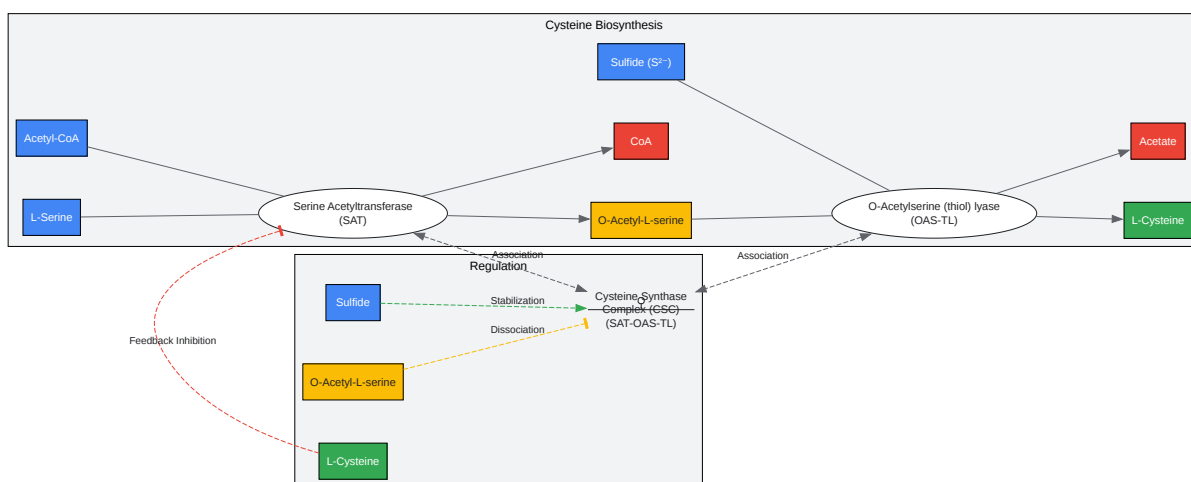 Cysteine Biosynthesis
Sulfide (S²⁻)
Acetyl-CoA
CoA
Acetate
L-Serine
Serine Acetyltransferase
(SAT)
O-Acetyl-L-serine
O-Acetylserine (thiol) lyase
(OAS-TL)
L-Cysteine
Association
Association
Regulation
Sulfide
Stabilization
Cysteine Synthase
Complex (CSC)
(SAT-OAS-TL)
Dissociation
Feedback Inhibition
O-Acetyl-L-serine
L-Cysteine